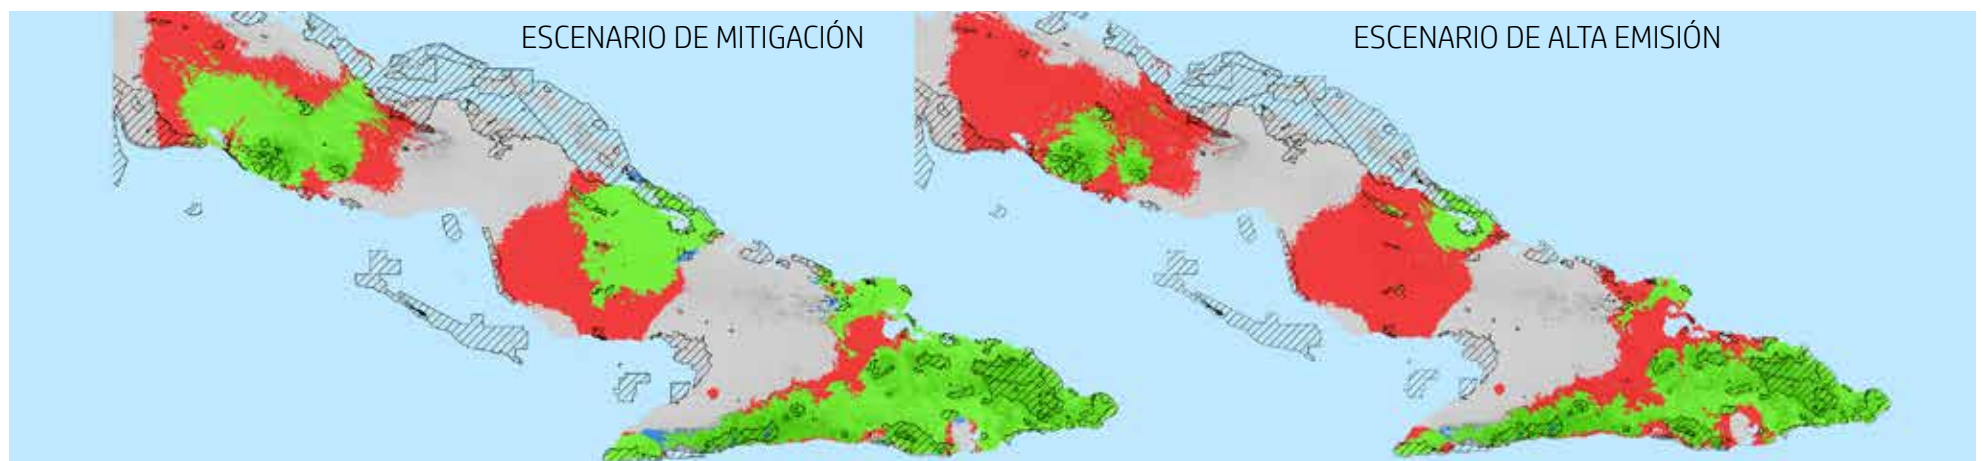 ESCENARIO DE MITIGACIÓN
ESCENARIO DE ALTA EMISIÓN